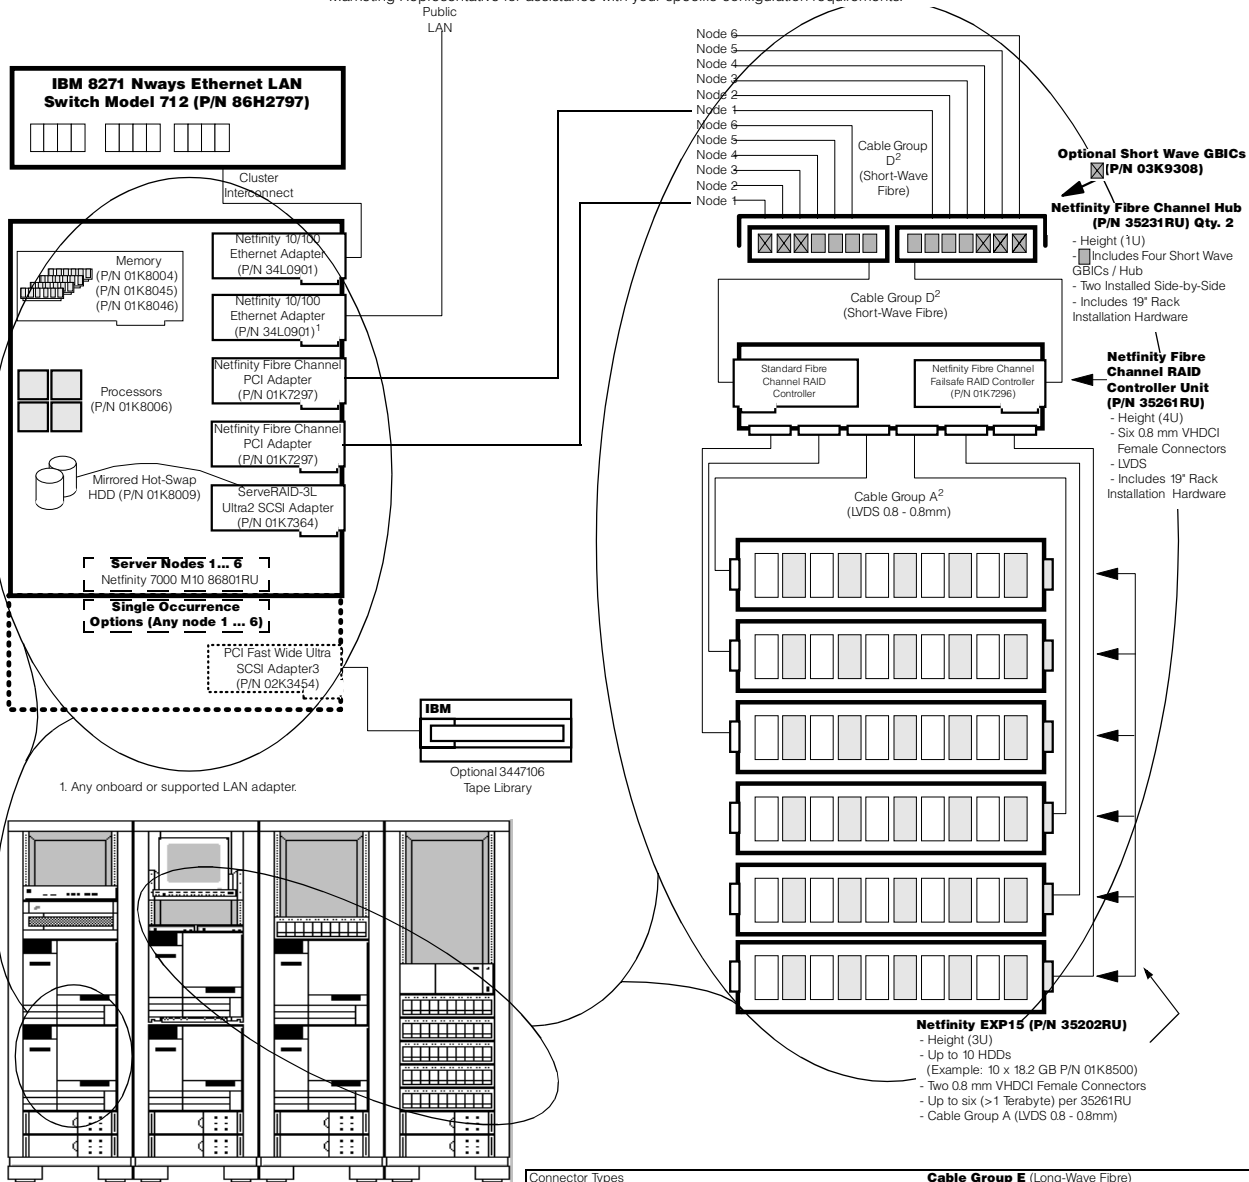 Marketing Representative for assistance with your specific configuration requirements.
Public
LAN
IBM 8271 Nways Ethernet LAN
Switch Model 712 (P/N 86H2797)
Cluster
Interconnect
Memory
(P/N 01K8004)
(P/N 01K8045)
(P/N 01K8046)
Netfinity 10/100
Ethernet Adapter
(P/N 34L0901)
Netfinity 10/100
Ethernet Adapter
(P/N 34L0901)1
Netfinity Fibre Channel
PCI Adapter
(P/N 01K7297)
Processors
(P/N 01K8006)
Netfinity Fibre Channel
PCI Adapter
(P/N 01K7297)
Mirrored Hot-Swap
HDD (P/N 01K8009)
ServeRAID-3L
Ultra2 SCSI Adapter
(P/N 01K7364)
Server Nodes 1... 6
Netfinity 7000 M10 86801RU
Single Occurrence
Options (Any node 1 ... 6)
PCI Fast Wide Ultra
SCSI Adapter3
(P/N 02K3454)
IBM
Optional 3447106
Tape Library
1. Any onboard or supported LAN adapter.
Node 6
Node 5
Node 4
Node 3
Node 2
Node 1
Node 6
Node 5
Node 4
Node 3
Node 2
Node 1
Cable Group
D2
(Short-Wave
Fibre)
Optional Short Wave GBICs
(P/N 03K9308)
Netfinity Fibre Channel Hub
(P/N 35231RU) Qty. 2
- Height (1U)
- Includes Four Short Wave
GBICs / Hub
- Two Installed Side-by-Side
- Includes 19" Rack
Installation Hardware
Cable Group D2
(Short-Wave Fibre)
Standard Fibre
Channel RAID
Controller
Netfinity Fibre Channel
Failsafe RAID Controller
(P/N 01K7296)
Netfinity Fibre
Channel RAID
Controller Unit
(P/N 35261RU)
- Height (4U)
- Six 0.8 mm VHDCI
Female Connectors
- LVDS
- Includes 19" Rack
Installation Hardware
Cable Group A2
(LVDS 0.8 - 0.8mm)
Netfinity EXP15 (P/N 35202RU)
- Height (3U)
- Up to 10 HDDs
(Example: 10 x 18.2 GB P/N 01K8500)
- Two 0.8 mm VHDCI Female Connectors
- Up to six (>1 Terabyte) per 35261RU
- Cable Group A (LVDS 0.8 - 0.8mm)
Connector Types
Cable Group E (Long-Wave Fibre)